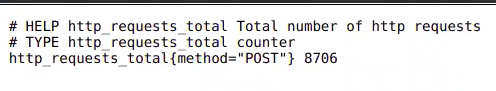 # HELP http_requests_total Total number of http requests
# TYPE http_requests_total counter
http_requests_total{method="POST"} 8706